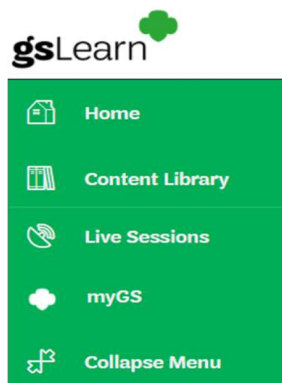 gsLearn
Home
Content Library
Live Sessions
myGS
Collapse Menu